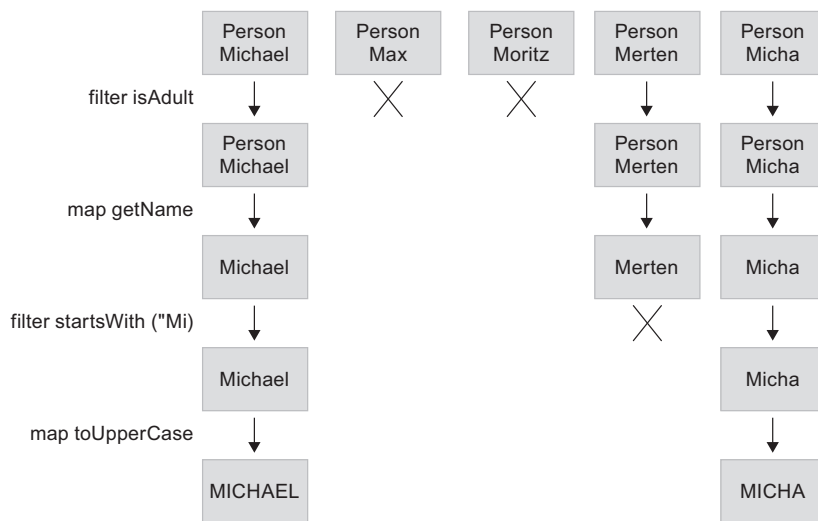 Person Michael
Person Max
Person Moritz
Person Merten
Person Micha
filter isAdult
Person Michael
Person Merten
Person Micha
map getName
Michael
Merten
Micha
filter startsWith ("Mi)
Michael
Micha
map toUpperCase
MICHAEL
MICHA